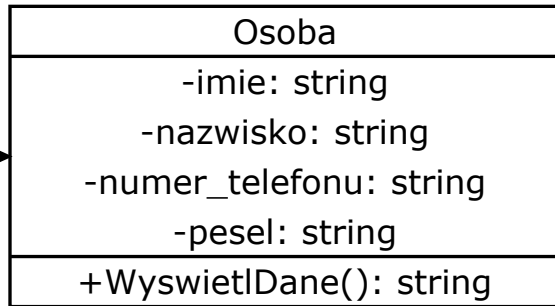 Osoba
-imie: string
-nazwisko: string
-numer_telefonu: string
-pesel: string
+WyswietlDane(): string